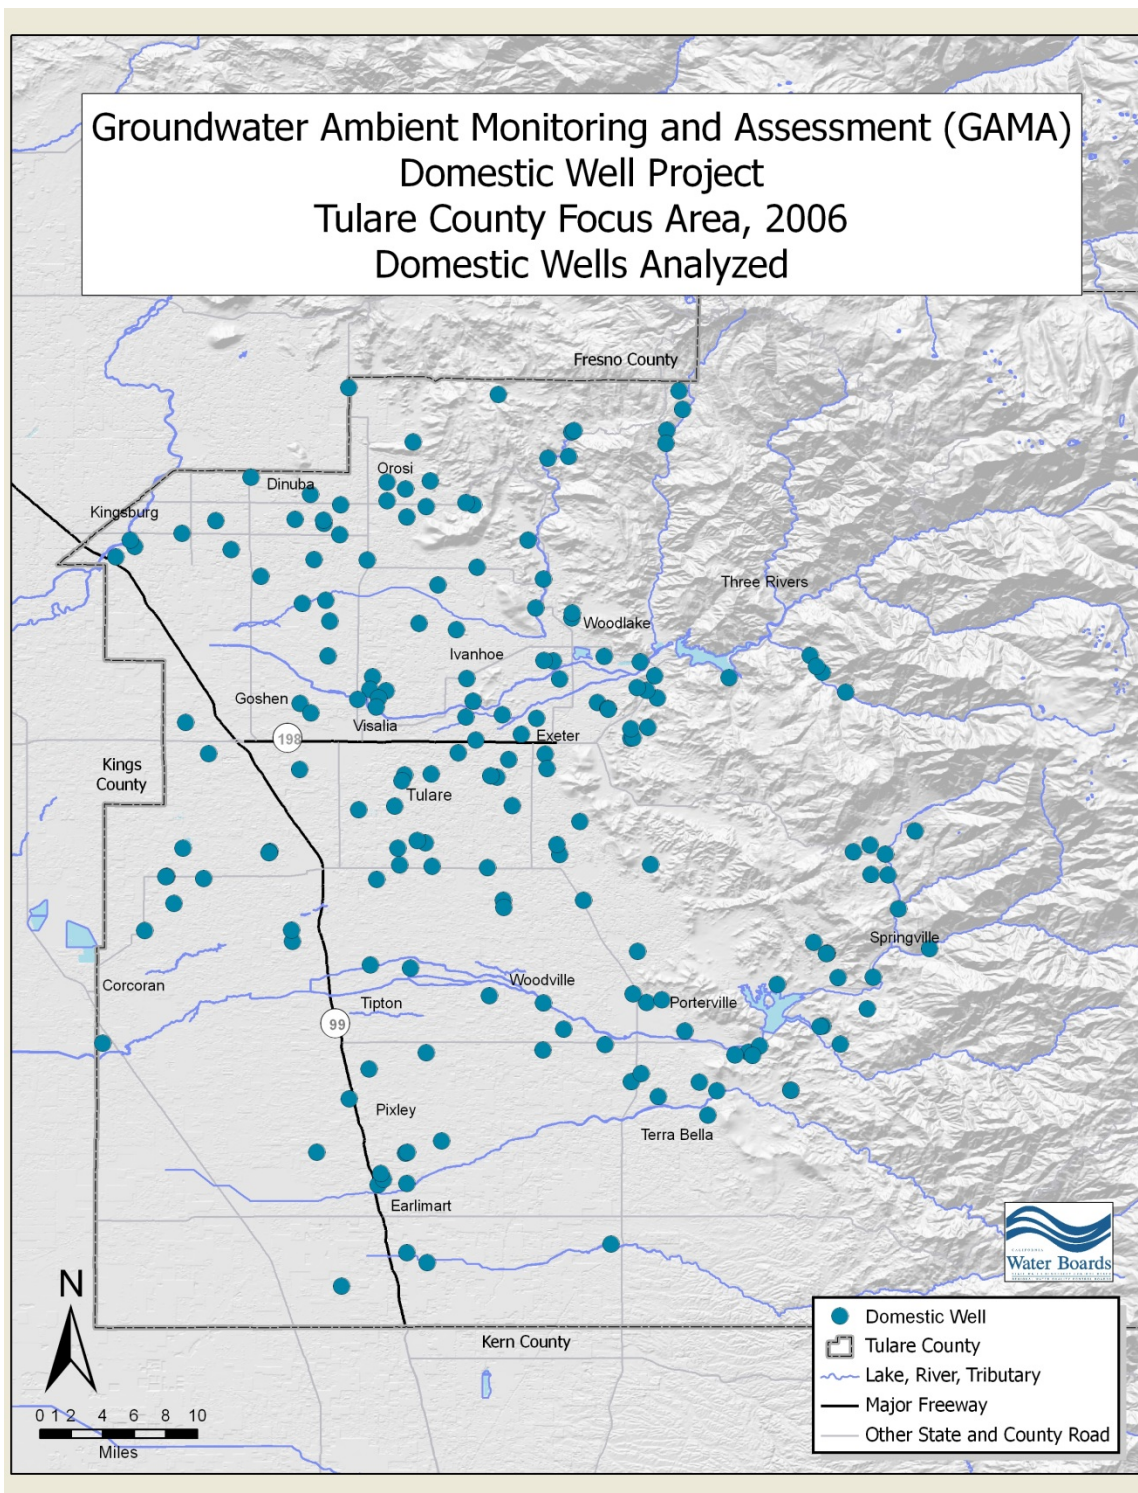 Groundwater Ambient Monitoring and Assessment (GAMA)
Domestic Well Project
Tulare County Focus Area, 2006
Domestic Wells Analyzed
Fresno County
Orosi
Dinuba
Kingsburg
Three Rivers
Woodlake
Ivanhoe
Goshen
Visalia
Exeter
198
Kings
County
Tulare
Springville
Corcoran
Woodville
Tipton
Porterville
99
Pixley
Terra Bella
Earlimart
CALIFORNIA
Water Boards
N
Kern County
Domestic Well
Tulare County
Lake, River, Tributary
Major Freeway
Other State and County Road
0 1 2 4 6 8 10
Miles